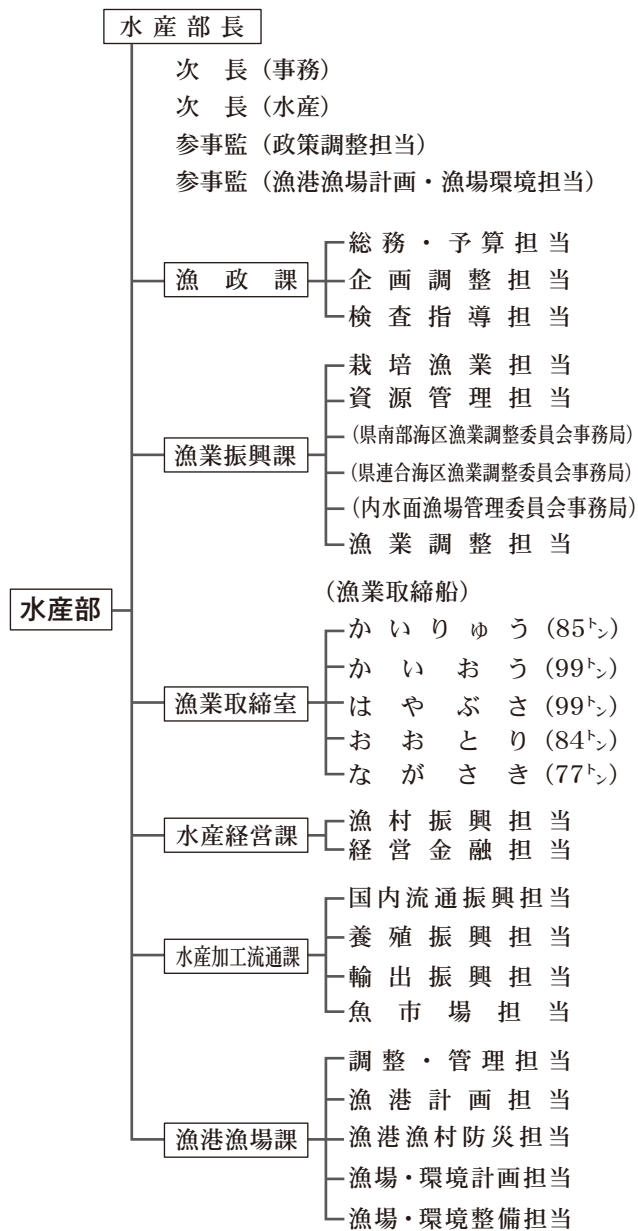 水産部長
次長（事務）
次長（水産）
参事監（政策調整担当）
参事監（漁港漁場計画・漁場環境担当）
水産部
漁政課
総務・予算担当
企画調整担当
検査指導担当
漁業振興課
栽培漁業担当
資源管理担当
（県南部海区漁業調整委員会事務局）
（県連合海区漁業調整委員会事務局）
（内水面漁場管理委員会事務局）
漁業調整担当
漁業取締室
（漁業取締船）
かいりゅう（85㌧）
かいおう（99㌧）
はやぶさ（99㌧）
おおとり（84㌧）
ながさき（77㌧）
水産経営課
漁村振興担当
経営金融担当
水産加工流通課
国内流通振興担当
養殖振興担当
輸出振興担当
魚市場担当
漁港漁場課
調整・管理担当
漁港計画担当
漁港漁村防災担当
漁場・環境計画担当
漁場・環境整備担当